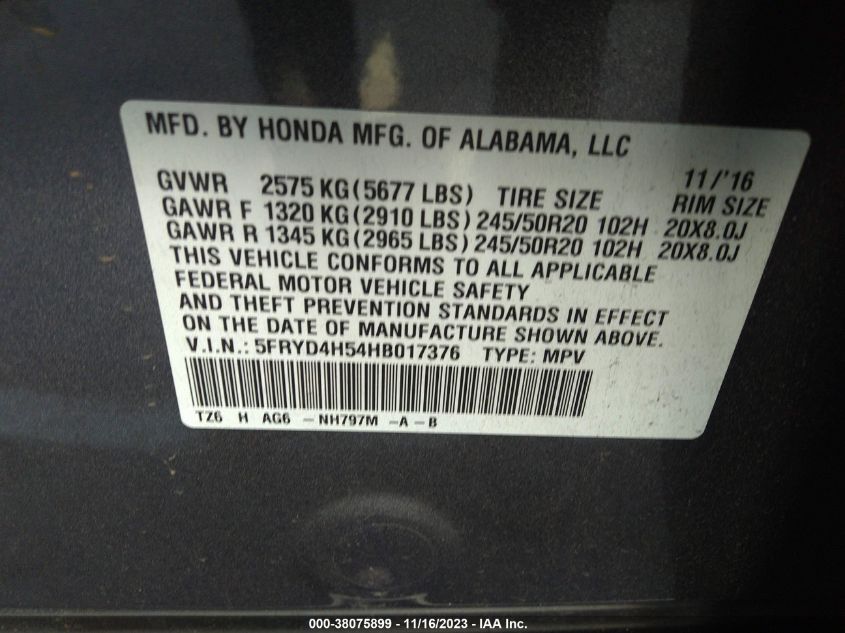 MFD. BY HONDA MFG. OF ALABAMA, LLC
11/'16
GVWR 2575 KG (5677 LBS) TIRE SIZE RIM SIZE
GAWR F 1320 KG (2910 LBS) 245/50R20 102H 20X8.0J
GAWR R 1345 KG (2965 LBS) 245/50R20 102H 20X8.0J
THIS VEHICLE CONFORMS TO ALL APPLICABLE
FEDERAL MOTOR VEHICLE SAFETY
AND THEFT PREVENTION STANDARDS IN EFFECT
ON THE DATE OF MANUFACTURE SHOWN ABOVE.
V.I.N.: 5FRYD4H54HB017376 TYPE: MPV
TZ6 H AG6 - NH797M - A - B
000-38075899 - 11/16/2023 - IAA Inc.